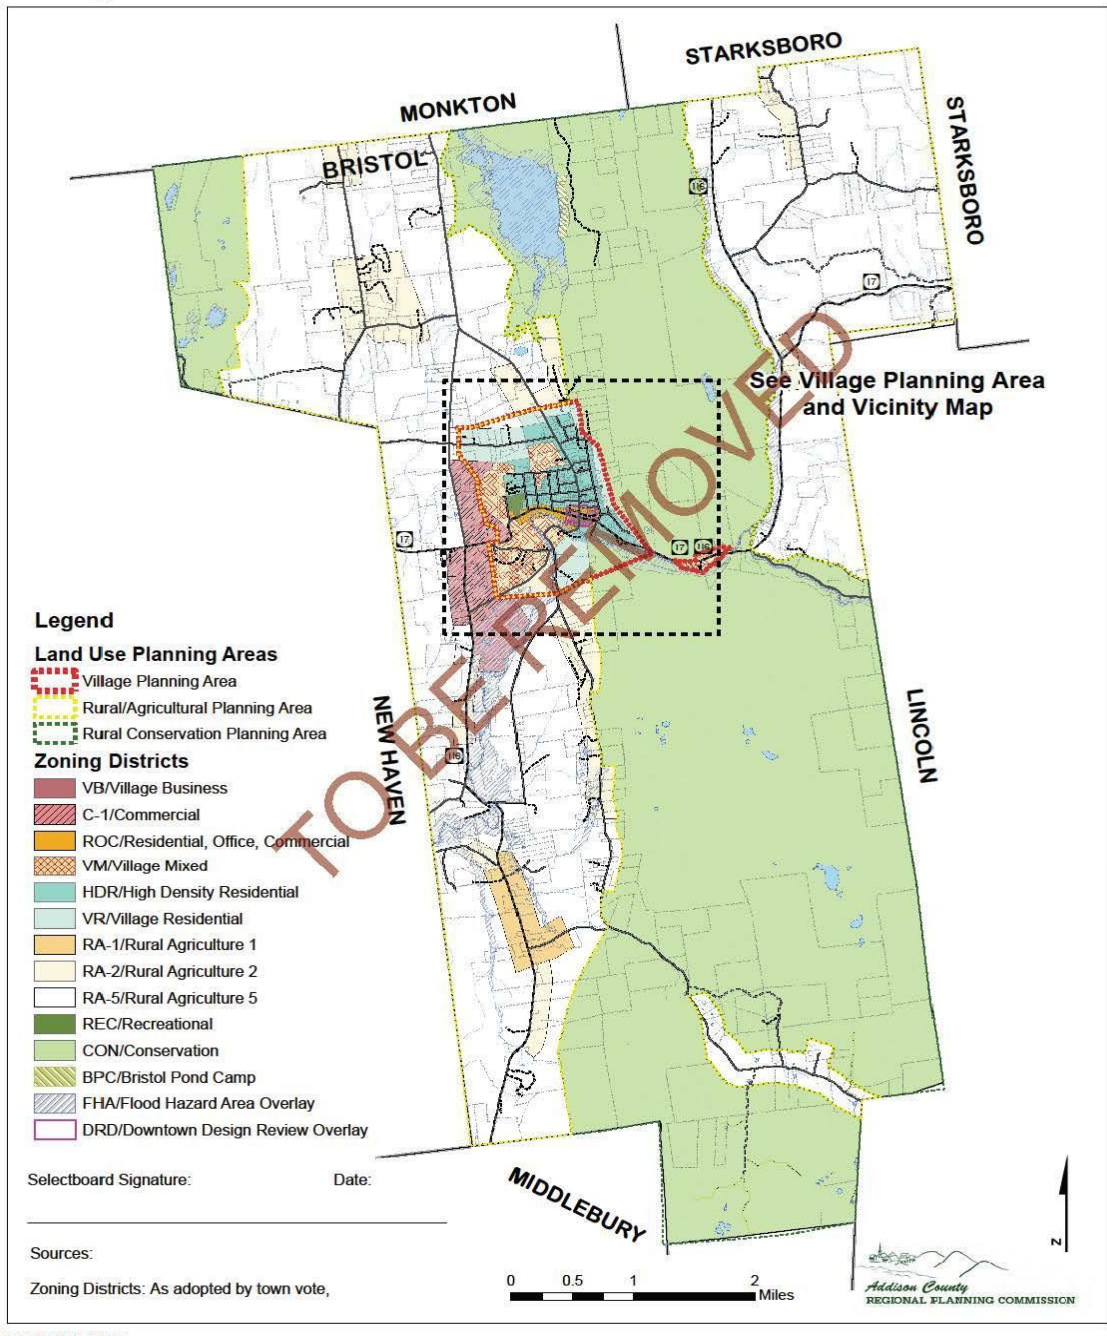 STARKSBORO
MONKTON
STARKSBORO
BRISTOL
116
17
See Village Planning Area
and Vicinity Map
17
17
116
TO BE REMOVED
Legend
Land Use Planning Areas
Village Planning Area
Rural/Agricultural Planning Area
Rural Conservation Planning Area
NEW HAVEN
LINCOLN
116
Zoning Districts
VB/Village Business
C-1/Commercial
ROC/Residential, Office, Commercial
VM/Village Mixed
HDR/High Density Residential
VR/Village Residential
RA-1/Rural Agriculture 1
RA-2/Rural Agriculture 2
RA-5/Rural Agriculture 5
REC/Recreational
CON/Conservation
BPC/Bristol Pond Camp
FHA/Flood Hazard Area Overlay
DRD/Downtown Design Review Overlay
Selectboard Signature: Date:
MIDDLEBURY
Sources:
Zoning Districts: As adopted by town vote,
0 0.5 1 2
Miles
Z
Addison County
REGIONAL PLANNING COMMISSION